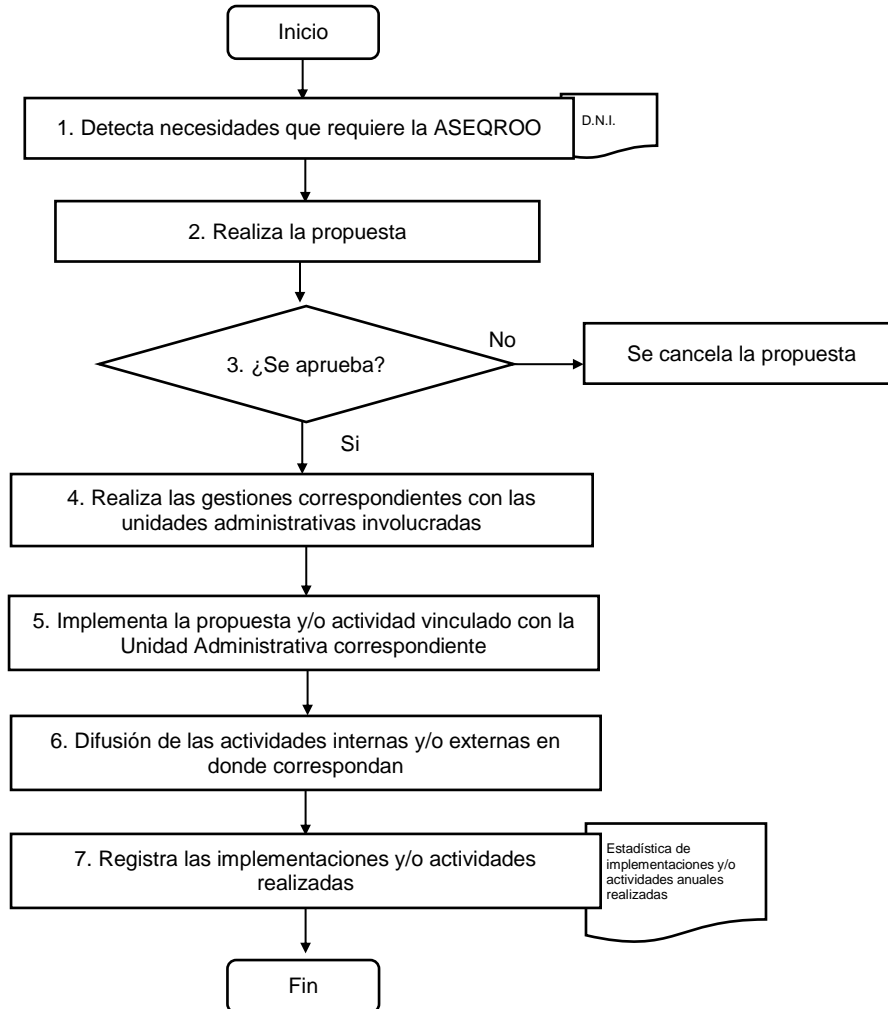 Inicio
1. Detecta necesidades que requiere la ASEQROO
D.N.I.
2. Realiza la propuesta
3. ¿Se aprueba?
No
Se cancela la propuesta
Si
4. Realiza las gestiones correspondientes con las
unidades administrativas involucradas
5. Implementa la propuesta y/o actividad vinculado con la
Unidad Administrativa correspondiente
6. Difusión de las actividades internas y/o externas en
donde correspondan
7. Registra las implementaciones y/o actividades
realizadas
Estadística de
implementaciones y/o
actividades anuales
realizadas
Fin